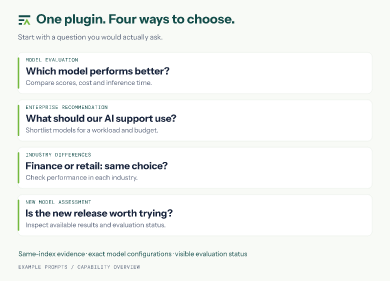 One plugin. Four ways to choose.
Start with a question you would actually ask.
MODEL EVALUATION
Which model performs better?
Compare scores, cost and inference time.
ENTERPRISE RECOMMENDATION
What should our AI support use?
Shortlist models for a workload and budget.
INDUSTRY DIFFERENCES
Finance or retail: same choice?
Check performance in each industry.
NEW MODEL ASSESSMENT
Is the new release worth trying?
Inspect available results and evaluation status.
Same-index evidence · exact model configurations · visible evaluation status
EXAMPLE PROMPTS / CAPABILITY OVERVIEW